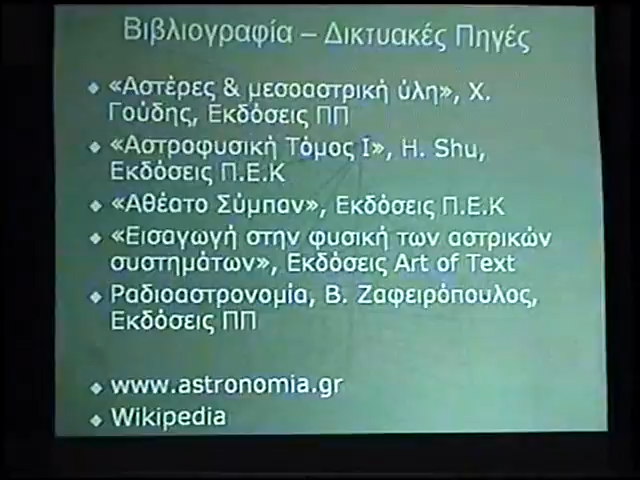 Βιβλιογραφία – Δικτυακές Πηγές
«Αστέρες & μεσοαστρική ύλη», Χ.
Γούδης, Εκδόσεις ΠΠ
«Αστροφυσική Τόμος Ι», H. Shu,
Εκδόσεις Π.Ε.Κ
«Αθέατο Σύμπαν», Εκδόσεις Π.Ε.Κ
«Εισαγωγή στην φυσική των αστρικών
συστημάτων», Εκδόσεις Art of Text
Ραδιοαστρονομία, Β. Ζαφειρόπουλος,
Εκδόσεις ΠΠ
www.astronomia.gr
Wikipedia